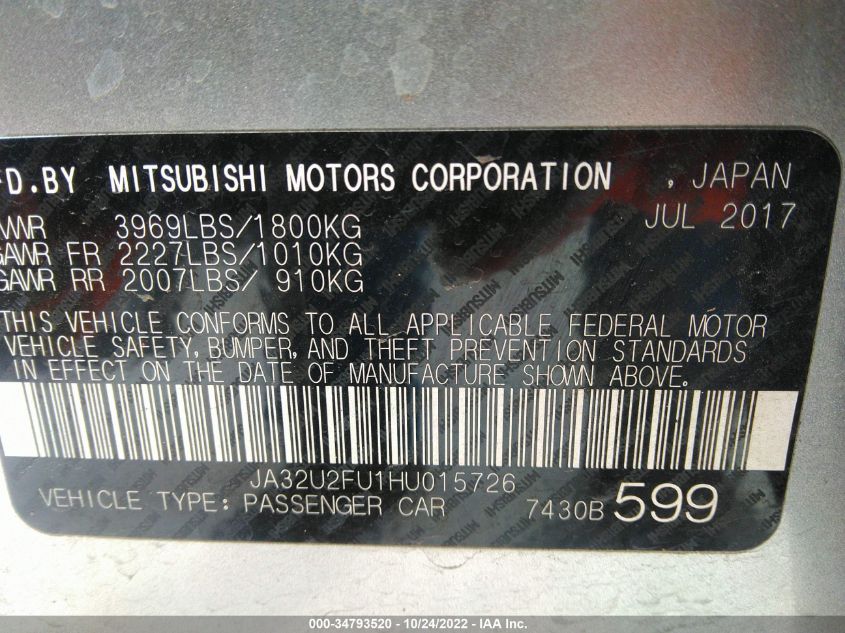 FD.BY MITSUBISHI MOTORS CORPORATION , JAPAN
JUL 2017
VWR 3969LBS/1800KG
GAWR FR 2227LBS/1010KG
GAWR RR 2007LBS/ 910KG
THIS VEHICLE CONFORMS TO ALL APPLICABLE FEDERAL MOTOR
VEHICLE SAFETY, BUMPER, AND THEFT PREVENTION STANDARDS
IN EFFECT ON THE DATE OF MANUFACTURE SHOWN ABOVE.
JA32U2FU1HU015726
VEHICLE TYPE: PASSENGER CAR 7430B 599
000-34793520 - 10/24/2022 - IAA Inc.